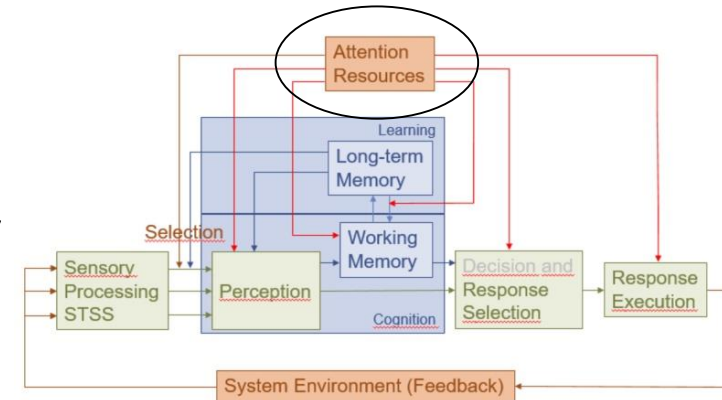 Attention
Resources
Learning
Long-term
Memory
Selection
Working
Memory
Sensory
Processing
STSS
Perception
Decision and
Response
Selection
Response
Execution
Cognition
System Environment (Feedback)